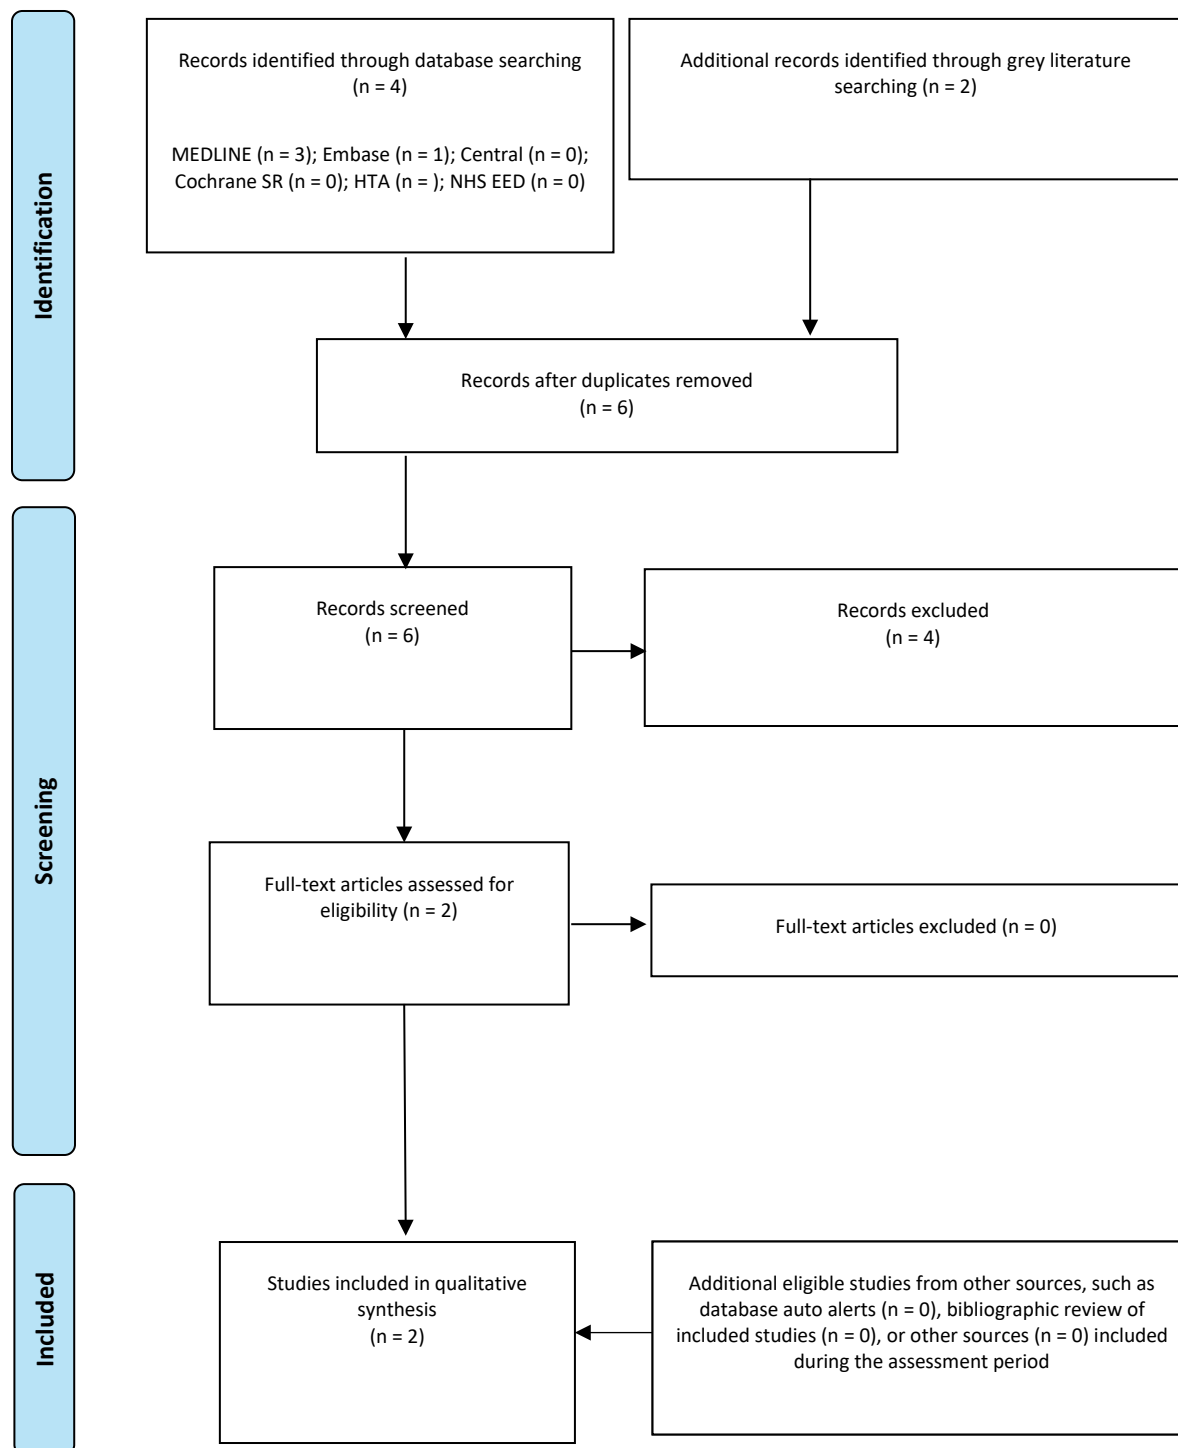 Identification
Records identified through database searching
(n = 4)
MEDLINE (n = 3); Embase (n = 1); Central (n = 0);
Cochrane SR (n = 0); HTA (n = ); NHS EED (n = 0)
Additional records identified through grey literature
searching (n = 2)
Records after duplicates removed
(n = 6)
Screening
Records screened
(n = 6)
Records excluded
(n = 4)
Full-text articles assessed for
eligibility (n = 2)
Full-text articles excluded (n = 0)
Included
Studies included in qualitative
synthesis
(n = 2)
Additional eligible studies from other sources, such as
database auto alerts (n = 0), bibliographic review of
included studies (n = 0), or other sources (n = 0) included
during the assessment period